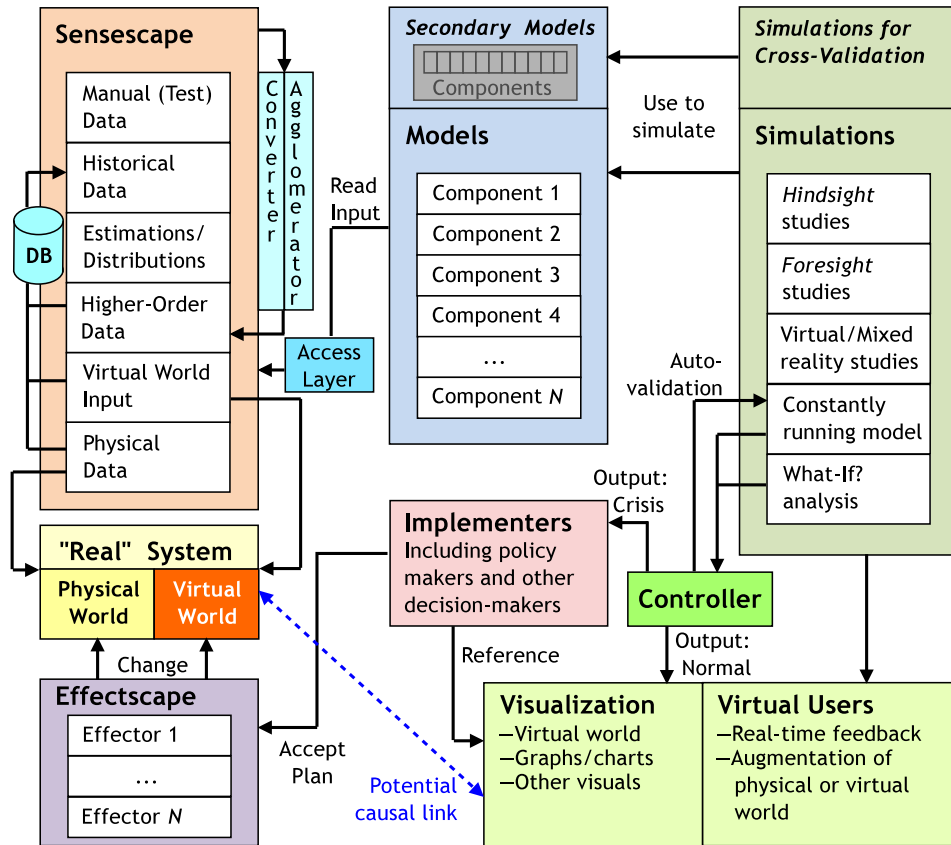 Sensescape
Manual (Test)
Data
Historical
Data
Estimations/
Distributions
Higher-Order
Data
Virtual World
Input
Physical
Data
DB
Converter
Agglomerator
Read
Input
Access
Layer
Secondary Models
Components
Models
Component 1
Component 2
Component 3
Component 4
...
Component N
Use to
simulate
Simulations for
Cross-Validation
Simulations
Hindsight
studies
Foresight
studies
Virtual/Mixed
reality studies
Constantly
running model
What-If?
analysis
Auto-
validation
Output:
Crisis
"Real" System
Physical
World
Virtual
World
Change
Implementers
Including policy
makers and other
decision-makers
Controller
Output:
Normal
Reference
Effectscape
Effector 1
...
Effector N
Accept
Plan
Potential
causal link
Visualization
—Virtual world
—Graphs/charts
—Other visuals
Virtual Users
—Real-time feedback
—Augmentation of
physical or virtual
world